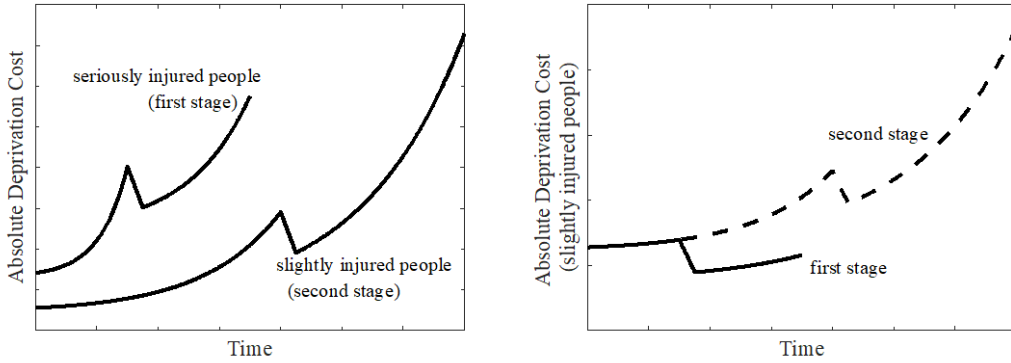 Absolute Deprivation Cost
seriously injured people
(first stage)
slightly injured people
(second stage)
Time
Absolute Deprivation Cost
(slightly injured people)
second stage
first stage
Time